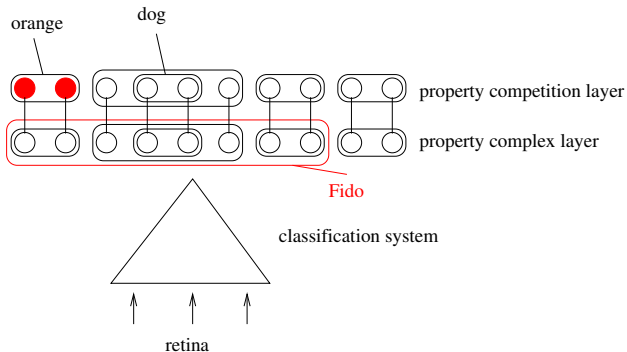 dog
orange
property competition layer
property complex layer
Fido
classification system
retina